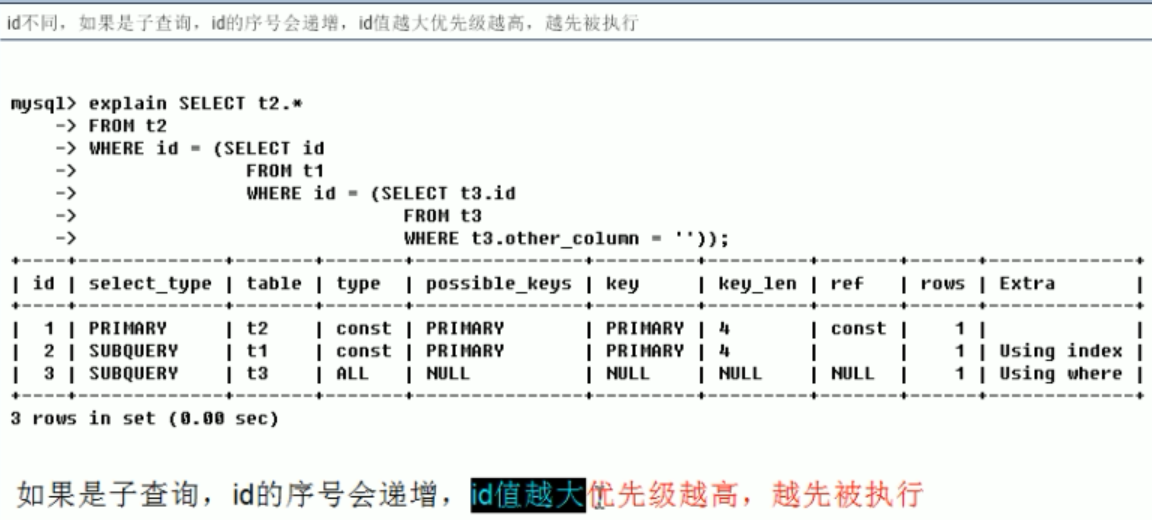 id不同，如果是子查询，id的序号会递增，id值越大优先级越高，越先被执行
mysql> explain SELECT t2.*
    -> FROM t2
    -> WHERE id = (SELECT id
    ->               FROM t1
    ->               WHERE id = (SELECT t3.id
    ->                             FROM t3
    ->                             WHERE t3.other_column = ''));
+----+-------------+-------+-------+---------------+---------+---------+-------+------+-------------+
| id | select_type | table | type  | possible_keys | key     | key_len | ref   | rows | Extra       |
+----+-------------+-------+-------+---------------+---------+---------+-------+------+-------------+
|  1 | PRIMARY     | t2    | const | PRIMARY       | PRIMARY | 4       | const |    1 |             |
|  2 | SUBQUERY    | t1    | const | PRIMARY       | PRIMARY | 4       |       |    1 | Using index |
|  3 | SUBQUERY    | t3    | ALL   | NULL          | NULL    | NULL    | NULL  |    1 | Using where |
+----+-------------+-------+-------+---------------+---------+---------+-------+------+-------------+
3 rows in set (0.00 sec)
如果是子查询，id的序号会递增，id值越大优先级越高，越先被执行